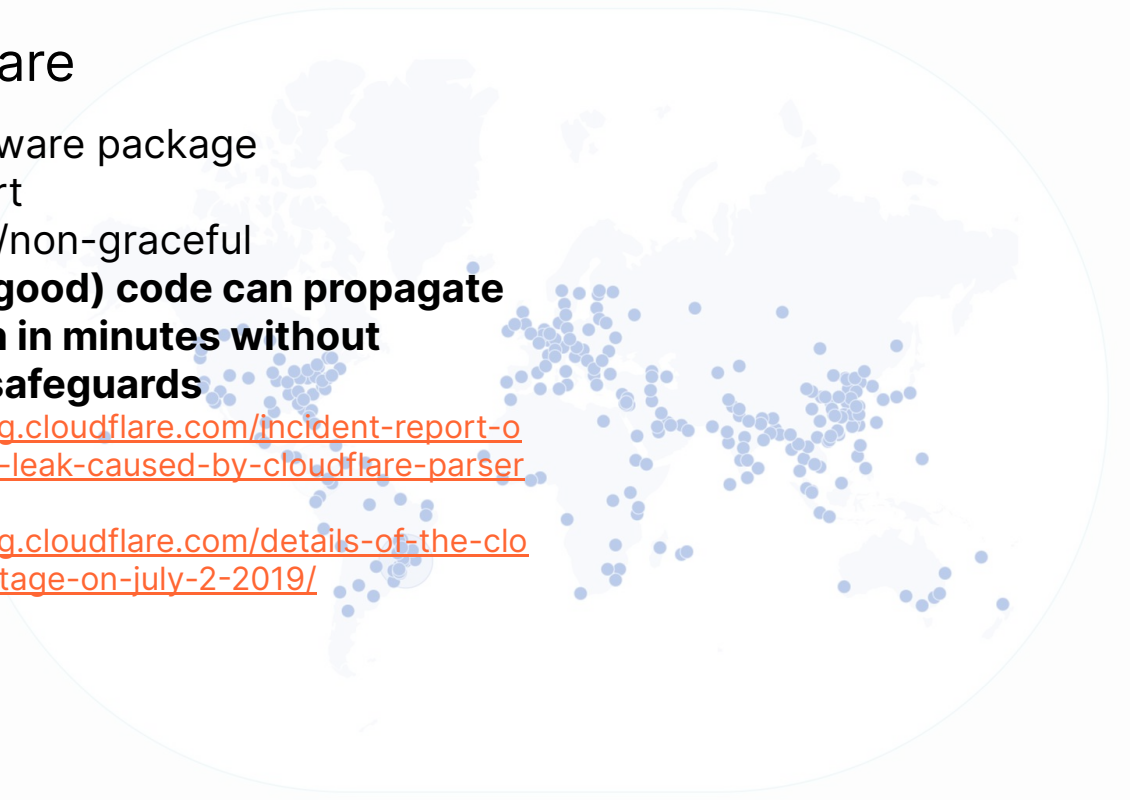 are
ware package
rt
/non-graceful
good) code can propagate
in minutes without
safeguards
g.cloudflare.com/incident-report-o
-leak-caused-by-cloudflare-parser
g.cloudflare.com/details-of-the-clo
tage-on-july-2-2019/